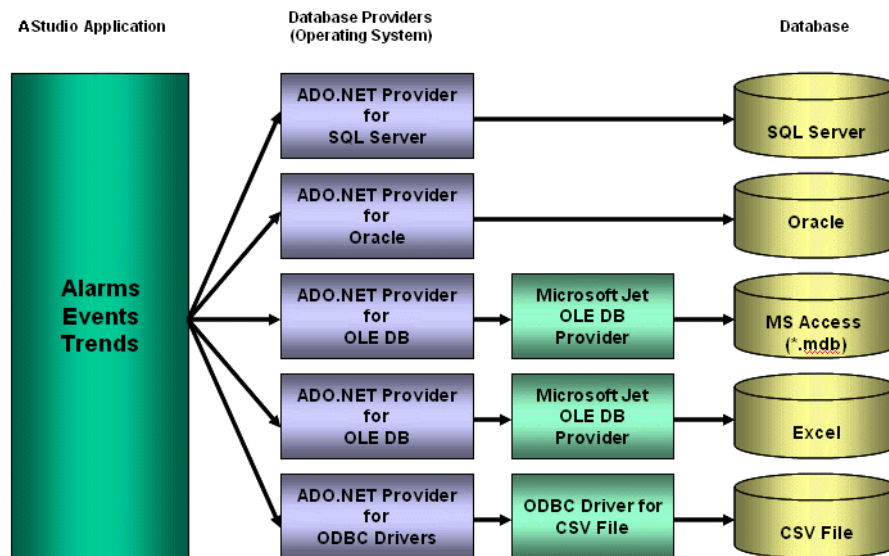 AStudio Application
Database Providers
(Operating System)
Database
Alarms
Events
Trends
ADO.NET Provider
for
SQL Server
SQL Server
ADO.NET Provider
for
Oracle
Oracle
ADO.NET Provider
for
OLE DB
Microsoft Jet
OLE DB
Provider
MS Access
(*.mdb)
ADO.NET Provider
for
OLE DB
Microsoft Jet
OLE DB
Provider
Excel
ADO.NET Provider
for
ODBC Drivers
ODBC Driver for
CSV File
CSV File